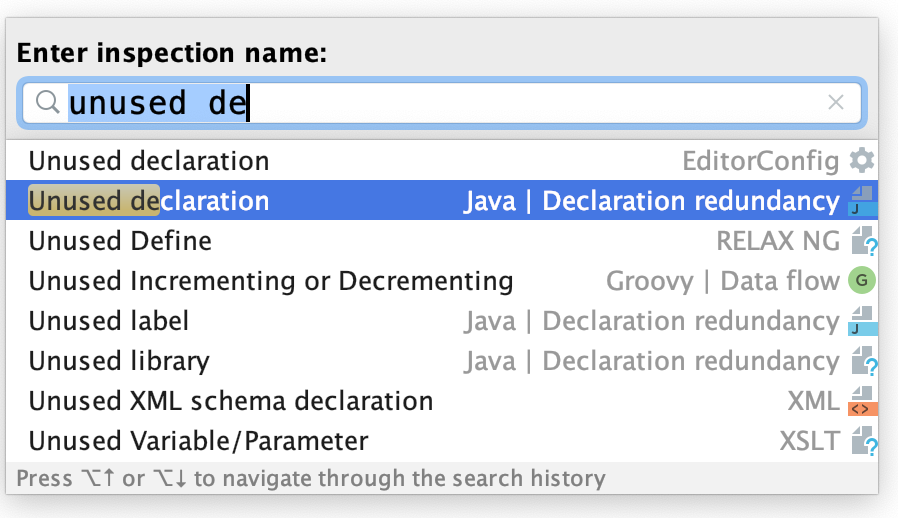 Enter inspection name:
unused de
Unused declaration EditorConfig
Unused declaration Java | Declaration redundancy J
Unused Define RELAX NG ?
Unused Incrementing or Decrementing Groovy | Data flow G
Unused label Java | Declaration redundancy J
Unused library Java | Declaration redundancy ?
Unused XML schema declaration XML <>
Unused Variable/Parameter XSLT ?
Press ⌥↑ or ⌥↓ to navigate through the search history